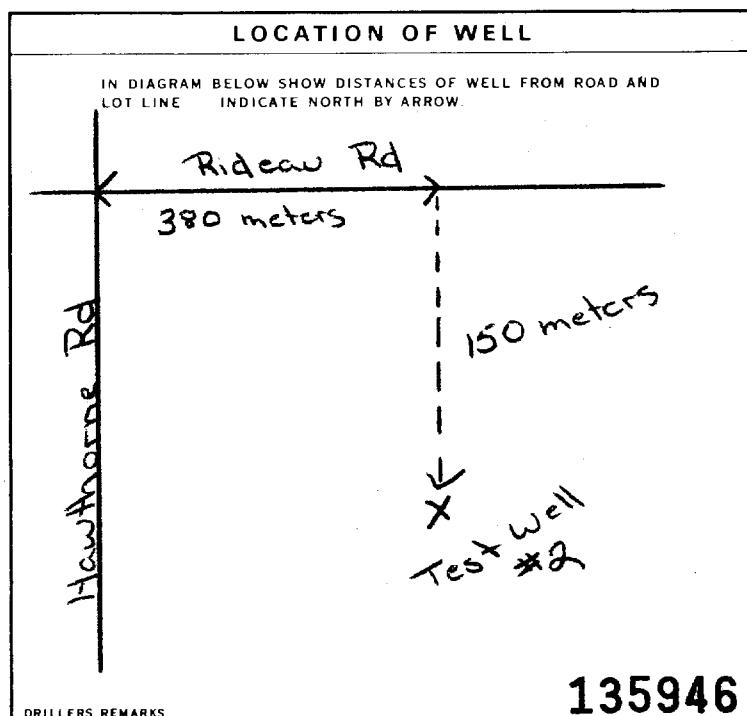 LOCATION OF WELL
IN DIAGRAM BELOW SHOW DISTANCES OF WELL FROM ROAD AND
LOT LINE INDICATE NORTH BY ARROW.
Rideau Rd
380 meters
Hawthorne Rd
150 meters
X
Test Well
#2
135946
DRILLERS REMARKS